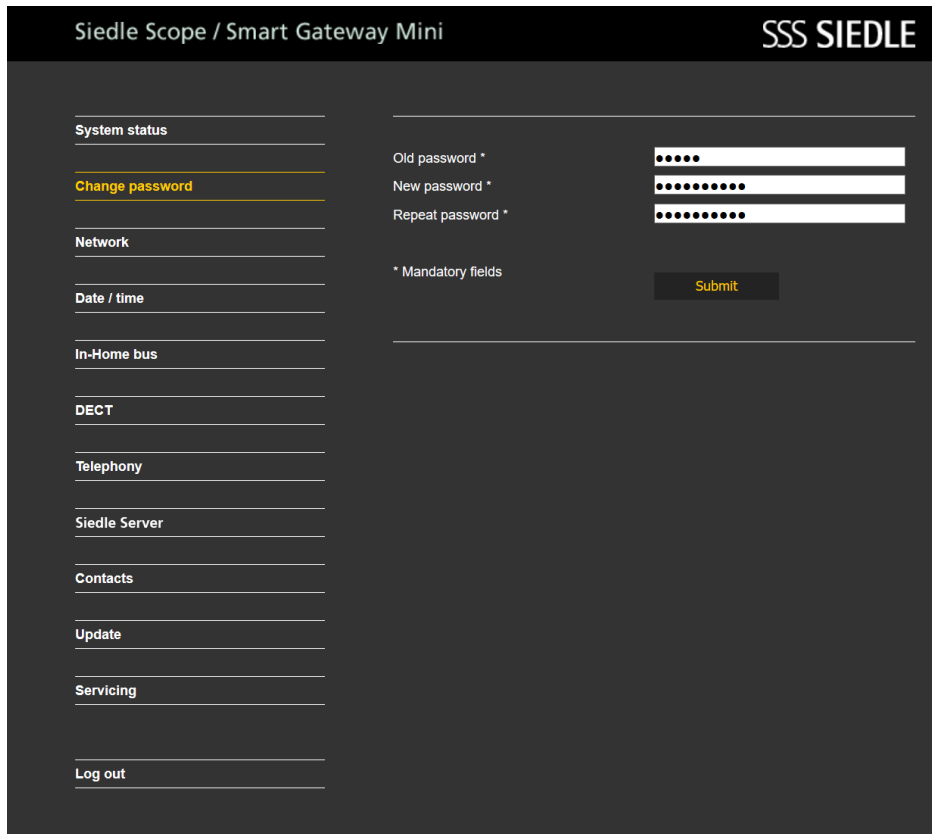 Siedle Scope / Smart Gateway Mini
SSS SIEDLE
System status
Change password
Network
Date / time
In-Home bus
DECT
Telephony
Siedle Server
Contacts
Update
Servicing
Log out
Old password * •••••
New password * ••••••••••
Repeat password * ••••••••••
* Mandatory fields
Submit